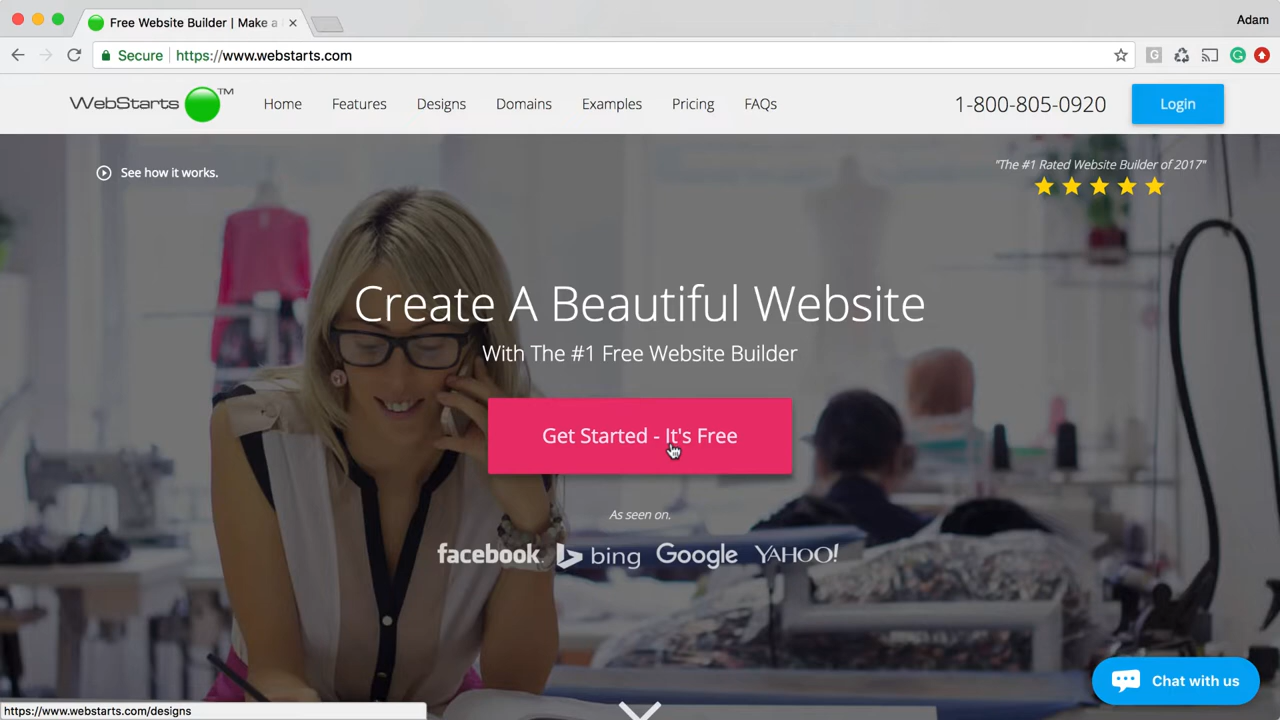 Free Website Builder | Make a
Adam
Secure
https://www.webstarts.com
WebStarts TM
Home
Features
Designs
Domains
Examples
Pricing
FAQs
1-800-805-0920
Login
See how it works.
"The #1 Rated Website Builder of 2017"
Create A Beautiful Website
With The #1 Free Website Builder
Get Started - It's Free
As seen on.
facebook.
bing
Google
YAHOO!
Chat with us
https://www.webstarts.com/designs